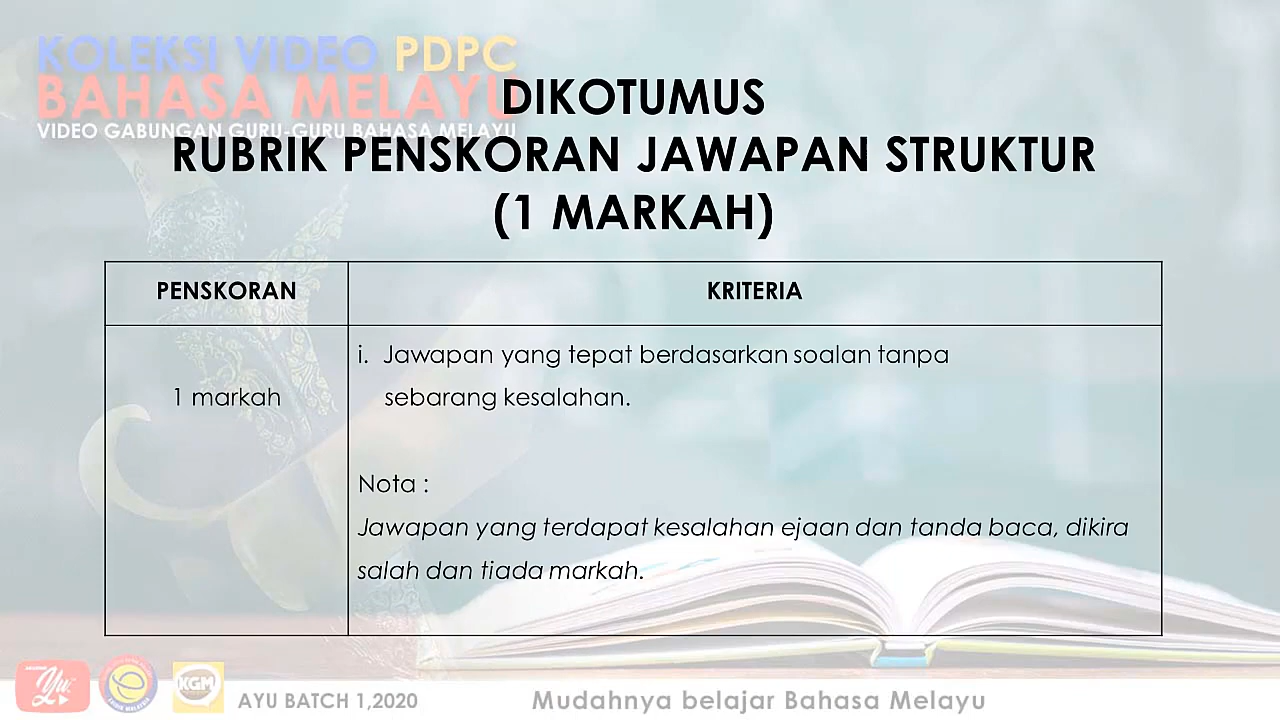 KOLEKSI VIDEO PDPC
BAHASA MELAYU
VIDEO GABUNGAN GURU-GURU BAHASA MELAYU
DIKOTUMUS
RUBRIK PENSKORAN JAWAPAN STRUKTUR
(1 MARKAH)
PENSKORAN
KRITERIA
1 markah
i. Jawapan yang tepat berdasarkan soalan tanpa
sebarang kesalahan.
Nota :
Jawapan yang terdapat kesalahan ejaan dan tanda baca, dikira
salah dan tiada markah.
KGM
AYU BATCH 1,2020
Mudahnya belajar Bahasa Melayu